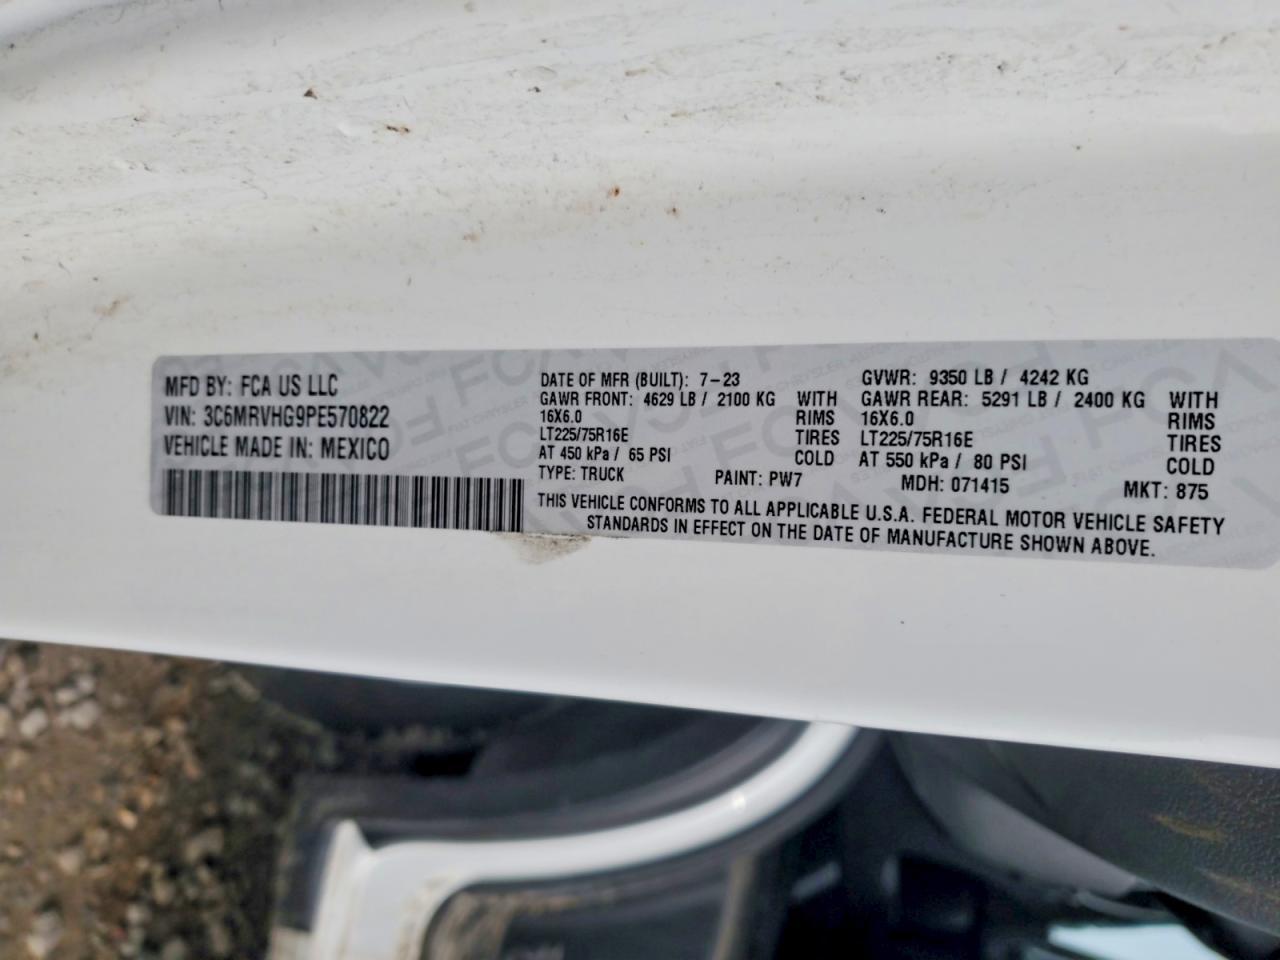 MFD BY: FCA US LLC
VIN: 3C6MRVHG9PE570822
VEHICLE MADE IN: MEXICO
DATE OF MFR (BUILT): 7-23
GAWR FRONT: 4629 LB / 2100 KG WITH
16X6.0 RIMS
LT225/75R16E TIRES
AT 450 kPa / 65 PSI COLD
TYPE: TRUCK PAINT: PW7
GVWR: 9350 LB / 4242 KG
GAWR REAR: 5291 LB / 2400 KG WITH
16X6.0 RIMS
LT225/75R16E TIRES
AT 550 kPa / 80 PSI COLD
MDH: 071415 MKT: 875
THIS VEHICLE CONFORMS TO ALL APPLICABLE U.S.A. FEDERAL MOTOR VEHICLE SAFETY
STANDARDS IN EFFECT ON THE DATE OF MANUFACTURE SHOWN ABOVE.